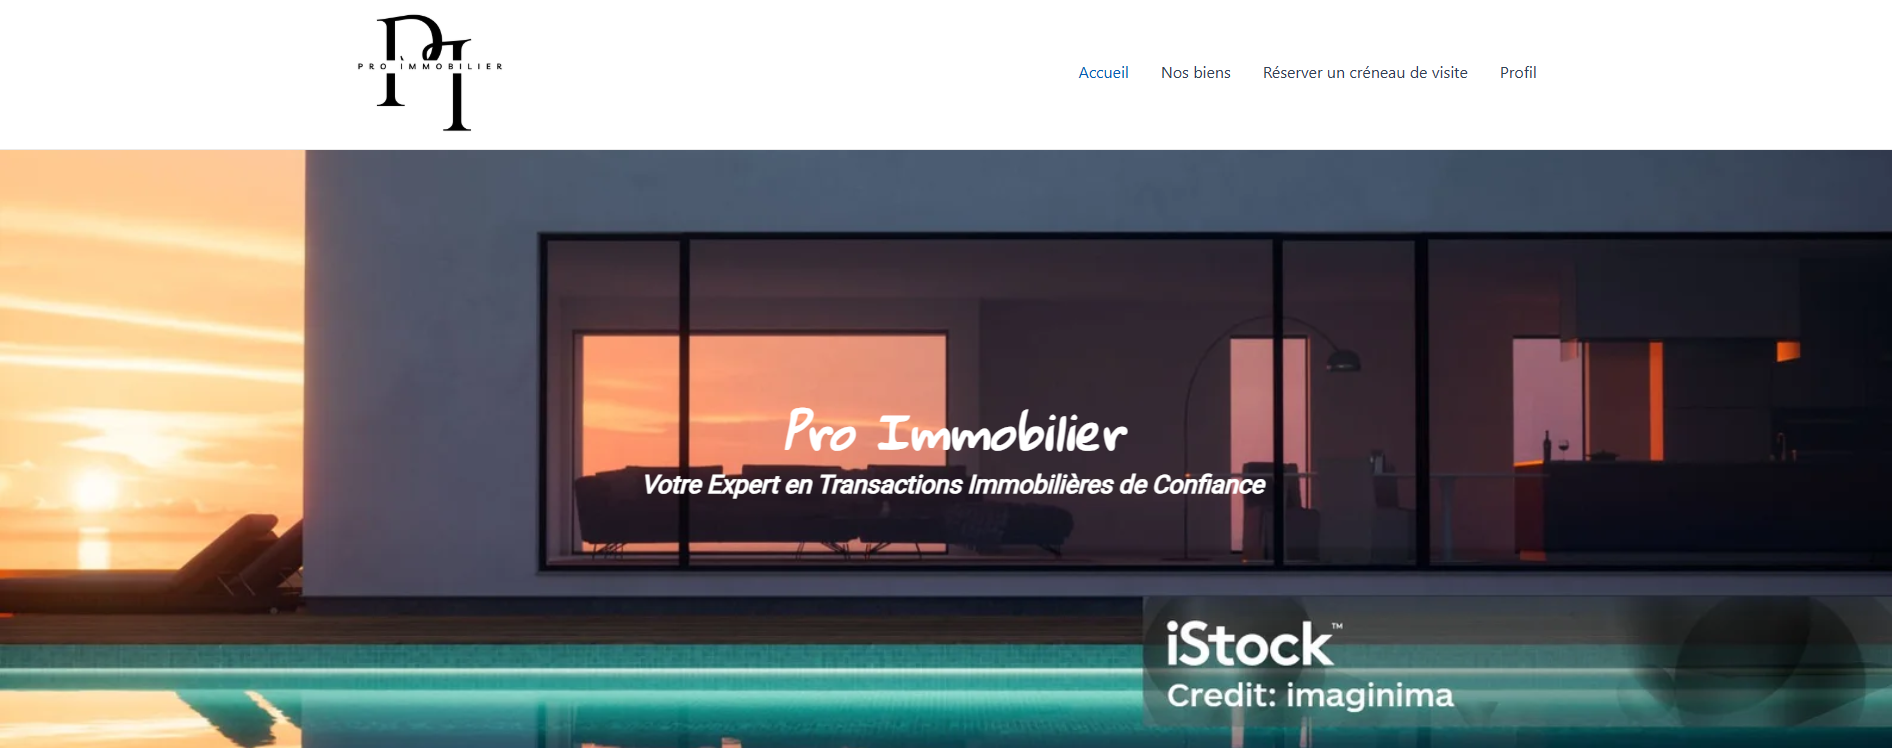 PI
PRO IMMOBILIER
Accueil Nos biens Réserver un créneau de visite Profil
Pro Immobilier
Votre Expert en Transactions Immobilières de Confiance
iStock™
Credit: imaginima